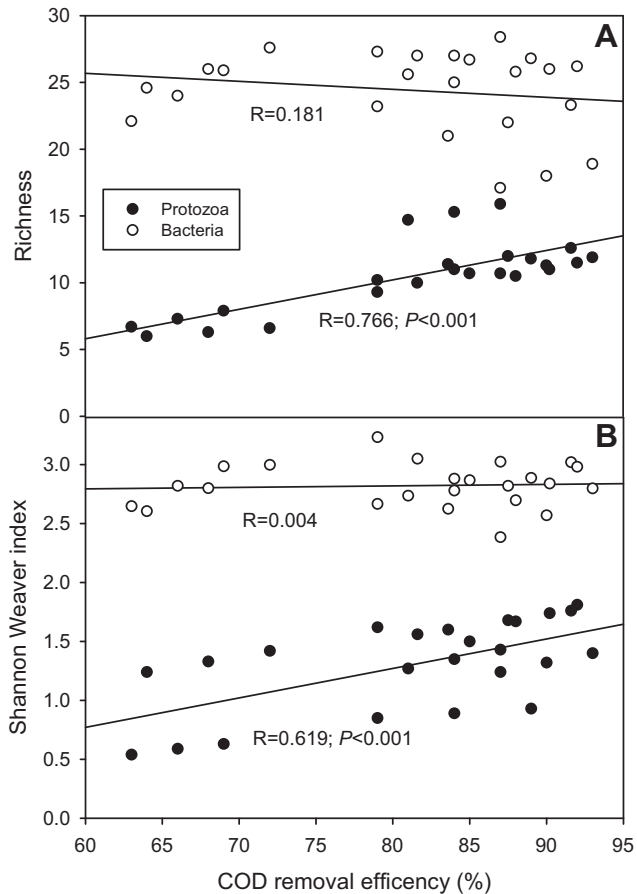 30
A
25
R=0.181
20
Richness
Protozoa
Bacteria
15
10
R=0.766; P<0.001
5
0
B
3.0
2.5
R=0.004
2.0
Shannon Weaver index
1.5
1.0
R=0.619; P<0.001
0.5
0.0
60 65 70 75 80 85 90 95
COD removal efficency (%)